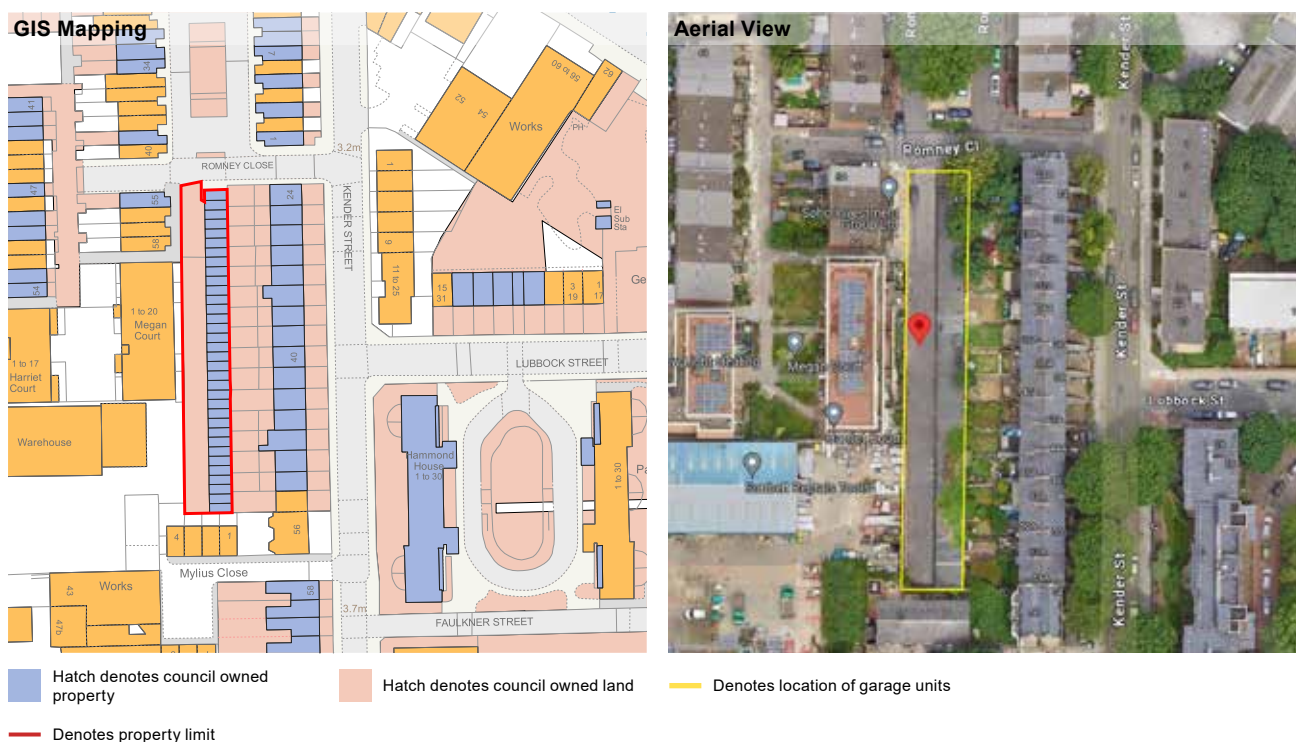 GIS Mapping
34
7
41
40
1
ROMNEY CLOSE
3.2m
47
55
58
54
24
KENDER STREET
52
54
Works
56 to 60
62
PH
1
9
11 to 25
El
Sub
Sta
Ge
15
31
3
19
1
17
1 to 20
Megan
Court
1 to 17
Harriet
Court
Warehouse
40
LUBBOCK STREET
Hammond
House
1 to 30
1 to 30
Pa
4
1
56
Mylius Close
Works
43
47b
58
3.7m
FAULKNER STREET
Aerial View
Kender St
Romney Cl
Kender St
Lubbock St
Kender St
Hatch denotes council owned
property
Hatch denotes council owned land
Denotes location of garage units
Denotes property limit